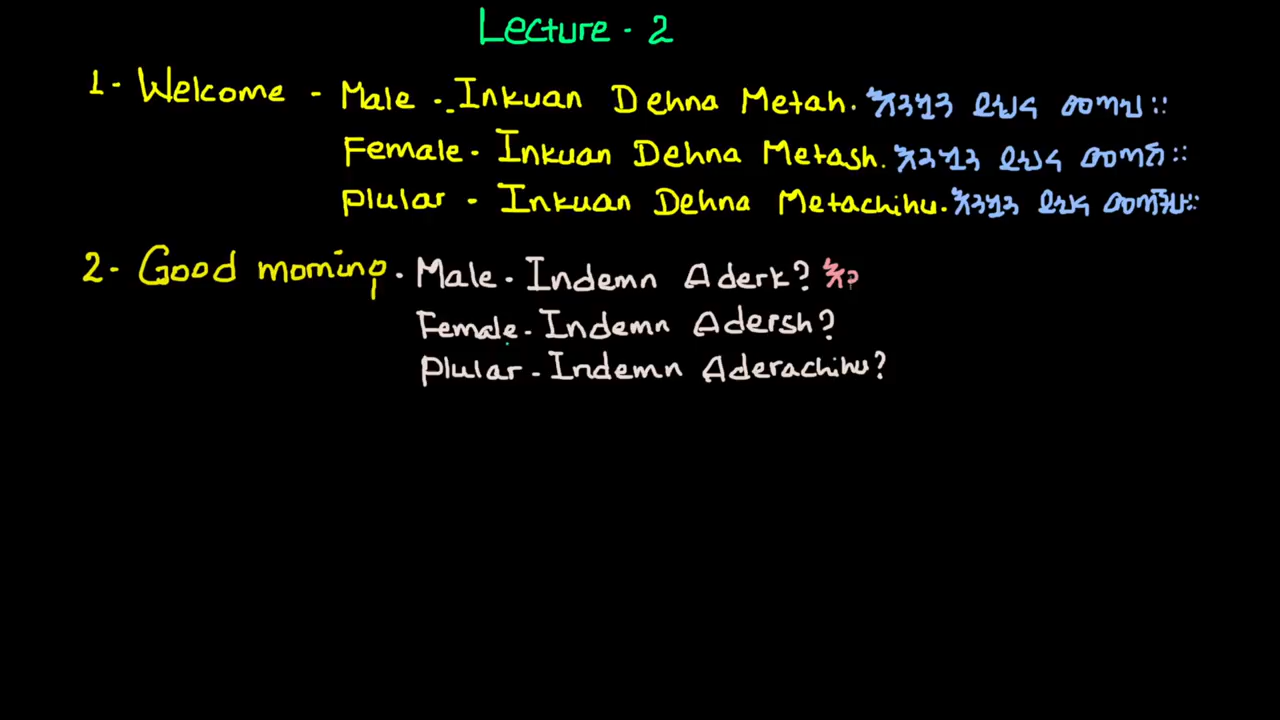 Lecture - 2
1- Welcome - Male - Inkuan Dehna Metah. እንኳን ደህና መጣህ ።
Female - Inkuan Dehna Metash. እንኳን ደህና መጣሽ ።
Plular - Inkuan Dehna Metachihu. እንኳን ደህና መጣችሁ ።
2- Good morning. Male - Indemn Aderk? እን
Female - Indemn Adersh?
Plular - Indemn Aderachihu?